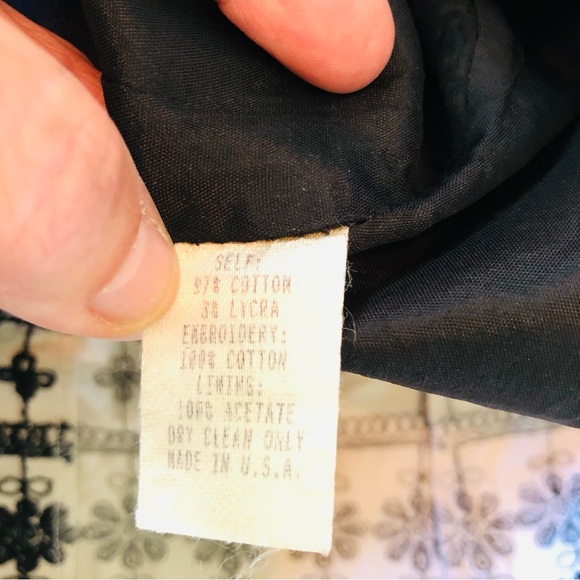 SELF:
97% COTTON
3% LYCRA
EMBROIDERY:
100% COTTON
LINING:
100% ACETATE
DRY CLEAN ONLY
MADE IN U.S.A.